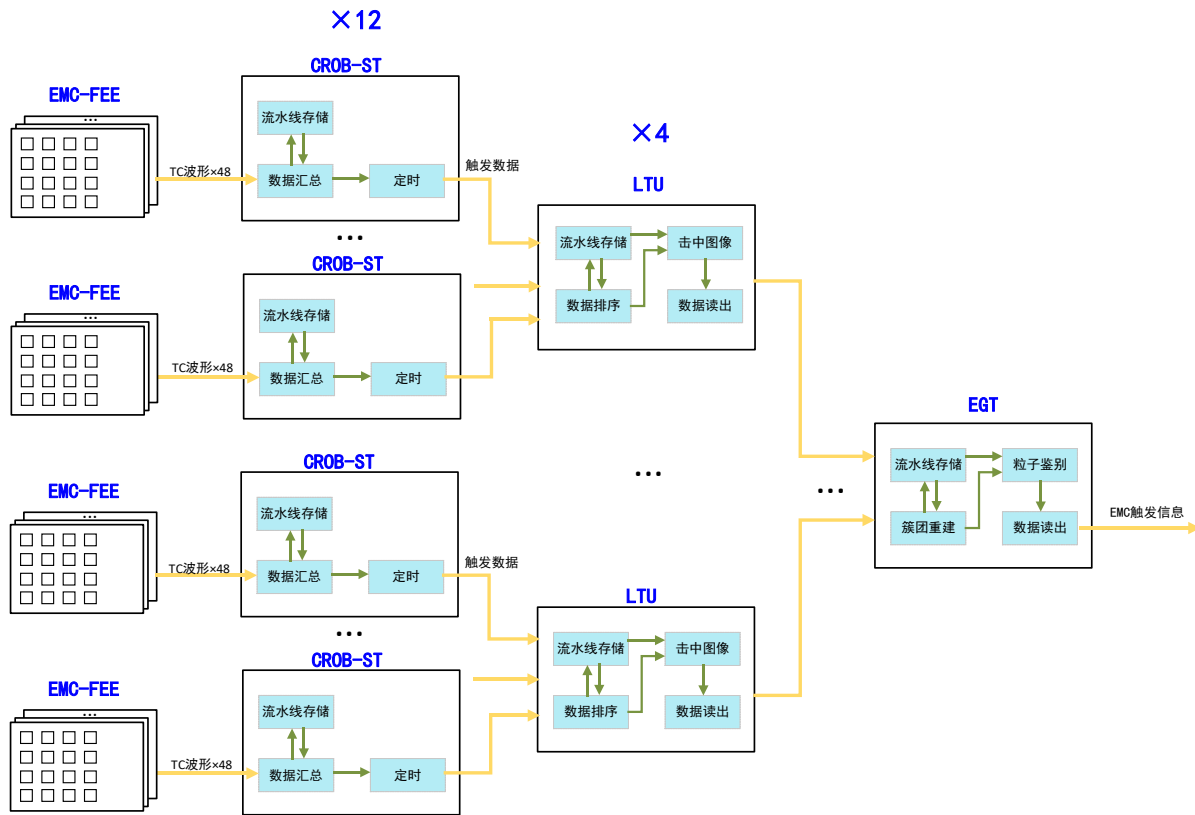 ×12
CROB-ST
EMC-FEE
...
流水线存储
TC波形×48
数据汇总
定时
触发数据
...
CROB-ST
EMC-FEE
...
流水线存储
TC波形×48
数据汇总
定时
×4
LTU
流水线存储
击中图像
数据排序
数据读出
...
CROB-ST
EMC-FEE
...
流水线存储
TC波形×48
数据汇总
定时
触发数据
...
CROB-ST
EMC-FEE
...
流水线存储
TC波形×48
数据汇总
定时
LTU
流水线存储
击中图像
数据排序
数据读出
...
EGT
流水线存储
粒子鉴别
簇团重建
数据读出
EMC触发信息